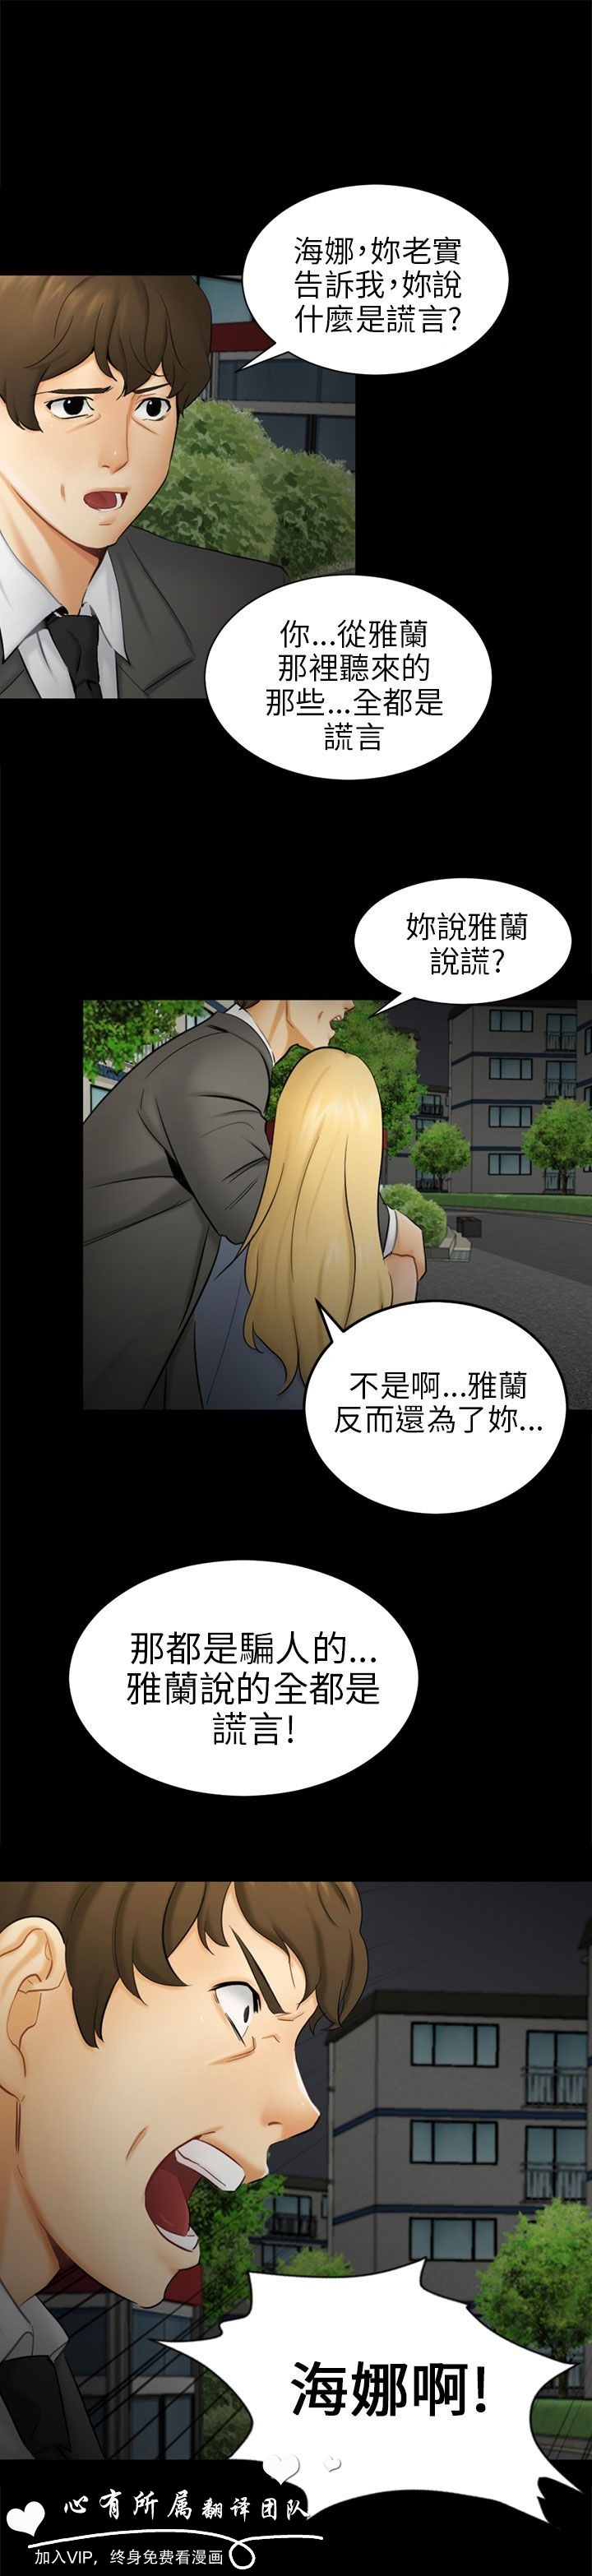 海娜，妳老實
告訴我，妳說
什麼是謊言?
你...從雅蘭
那裡聽來的
那些...全都是
謊言
妳說雅蘭
說謊?
不是啊...雅蘭
反而還為了妳...
那都是騙人的...
雅蘭說的全都是
謊言!
海娜啊!
心有所属翻译团队
加入VIP，终身免费看漫画